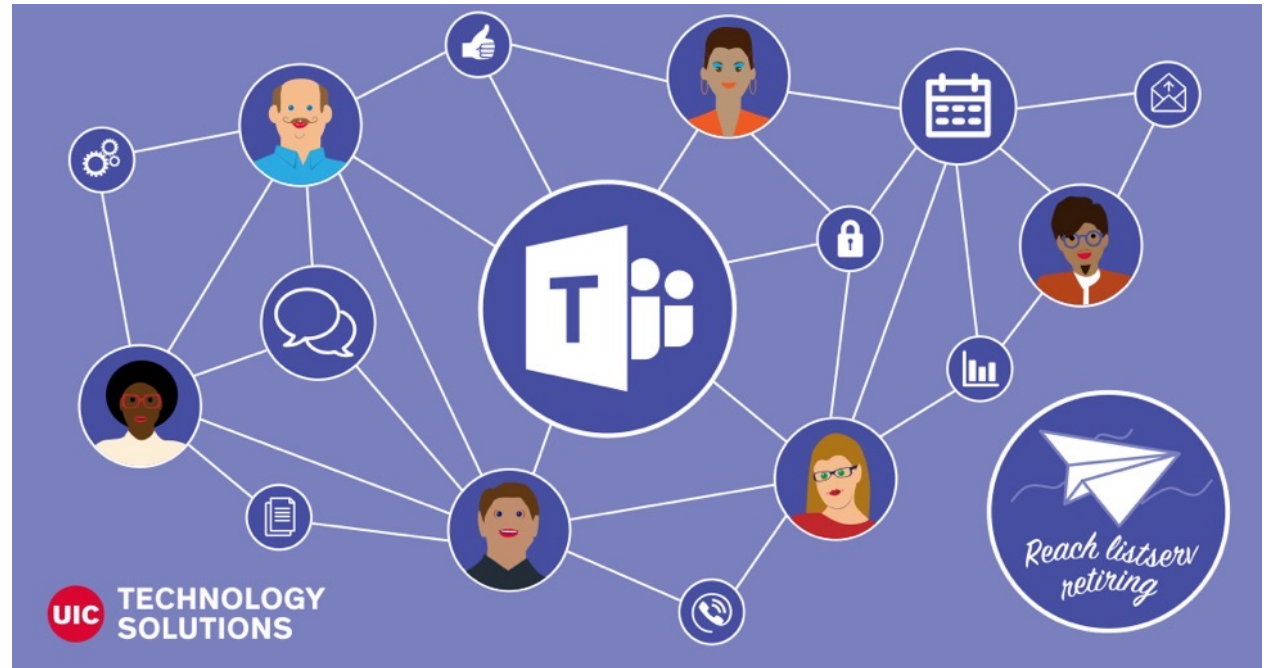 T
Reach listserv
retiring
UIC
TECHNOLOGY
SOLUTIONS